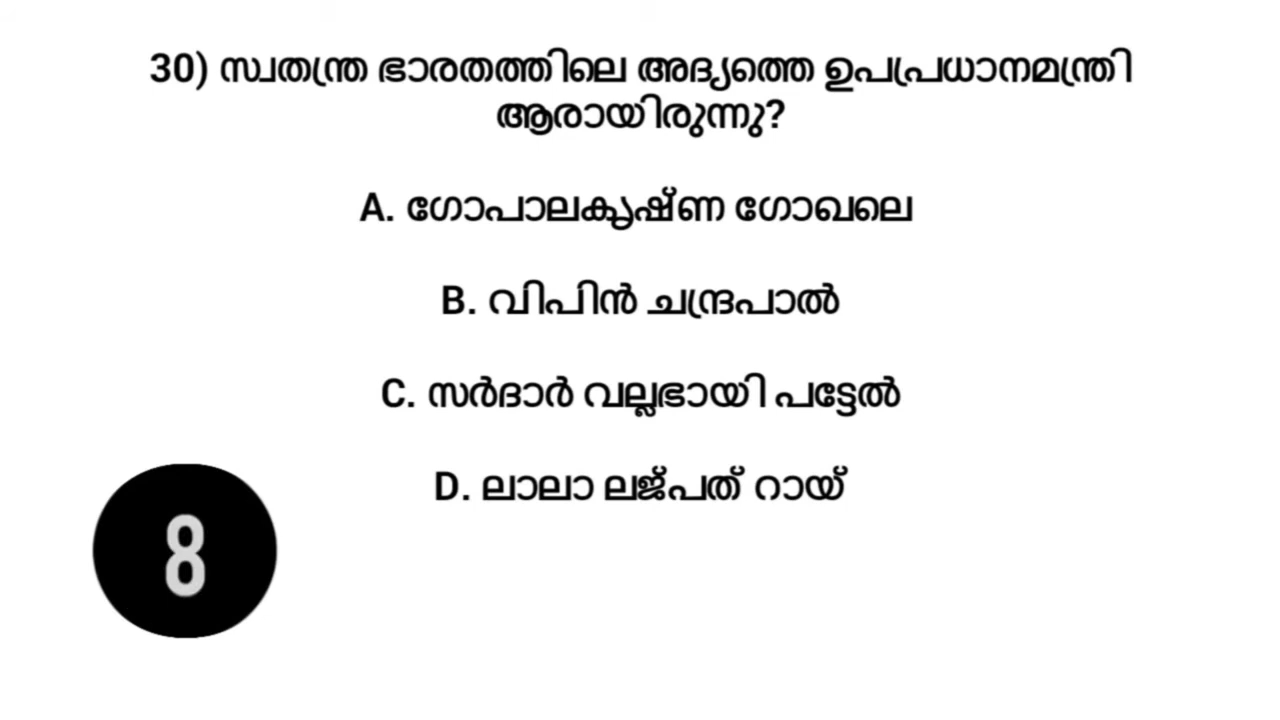 30) സ്വതന്ത്ര ഭാരതത്തിലെ അദ്യത്തെ ഉപപ്രധാനമന്ത്രി
ആരായിരുന്നു?
A. ഗോപാലകൃഷ്ണ ഗോഖലെ
B. വിപിൻ ചന്ദ്രപാൽ
C. സർദാർ വല്ലഭായി പട്ടേൽ
D. ലാലാ ലജ്പത് റായ്
8